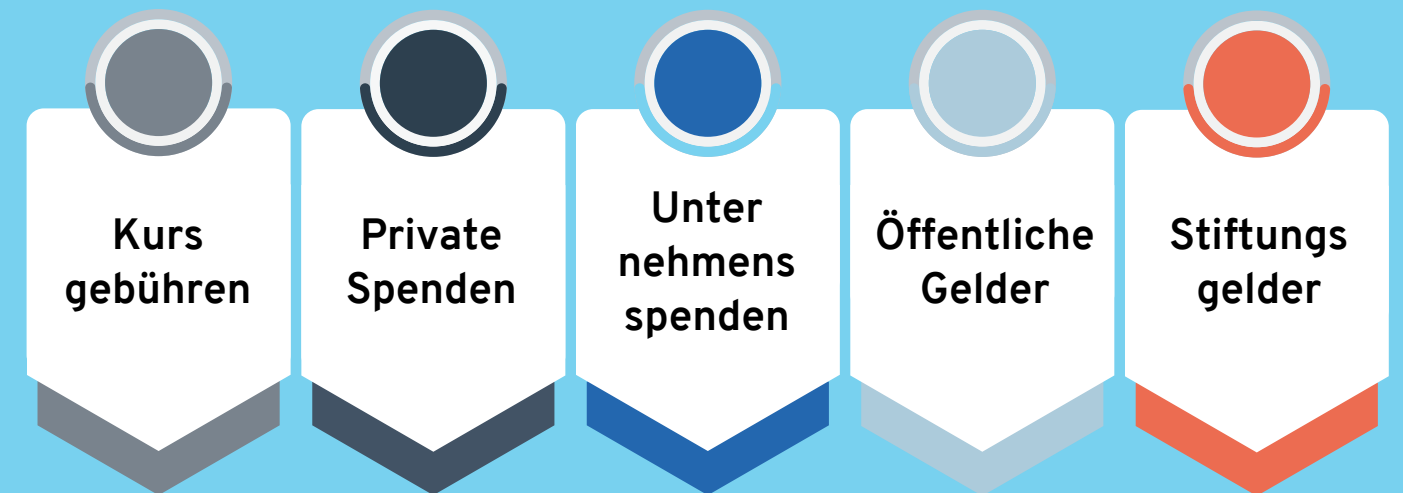 Kurs
gebühren
Private
Spenden
Unter
nehmens
spenden
Öffentliche
Gelder
Stiftungs
gelder